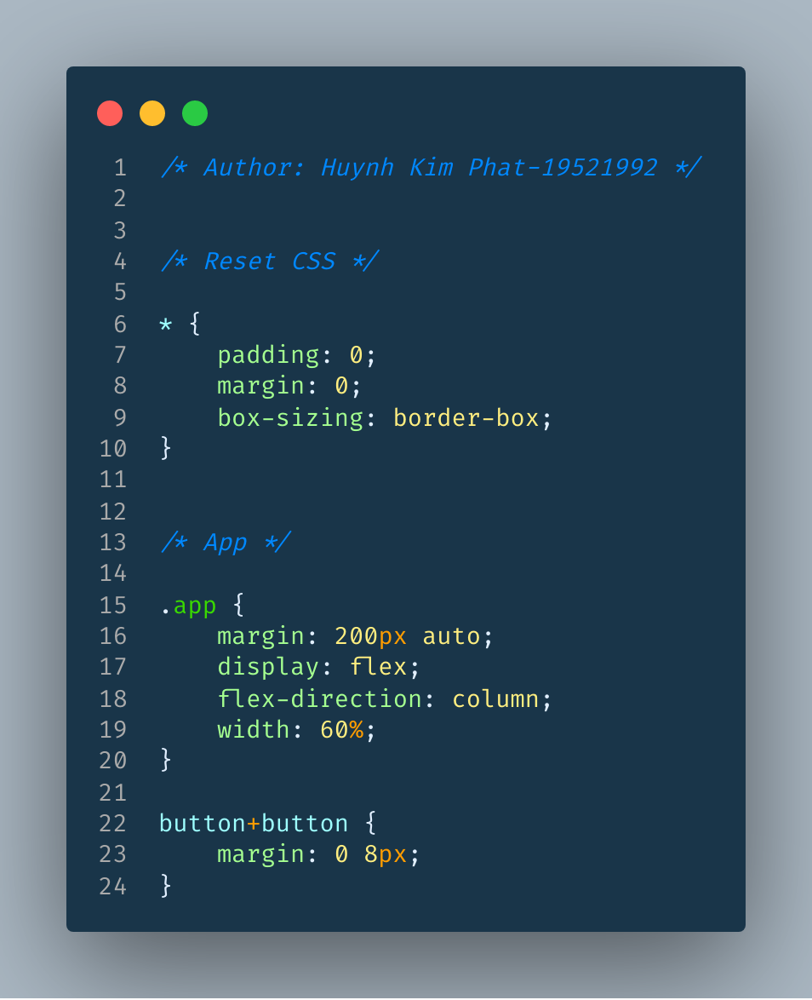 1 /* Author: Huynh Kim Phat-19521992 */
2
3
4 /* Reset CSS */
5
6 * {
7     padding: 0;
8     margin: 0;
9     box-sizing: border-box;
10 }
11
12
13 /* App */
14
15 .app {
16     margin: 200px auto;
17     display: flex;
18     flex-direction: column;
19     width: 60%;
20 }
21
22 button+button {
23     margin: 0 8px;
24 }